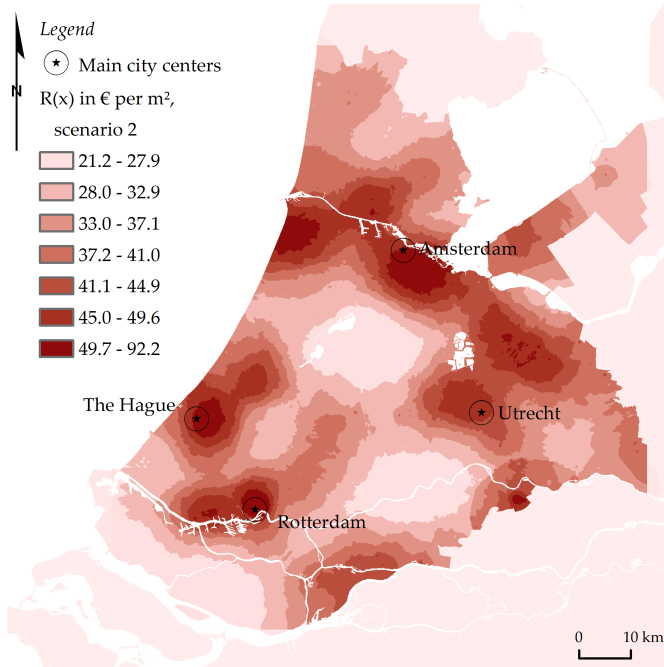 Legend
Main city centers
N
R(x) in € per m²,
scenario 2
21.2 - 27.9
28.0 - 32.9
33.0 - 37.1
37.2 - 41.0
41.1 - 44.9
45.0 - 49.6
49.7 - 92.2
Amsterdam
The Hague
Utrecht
Rotterdam
0 10 km